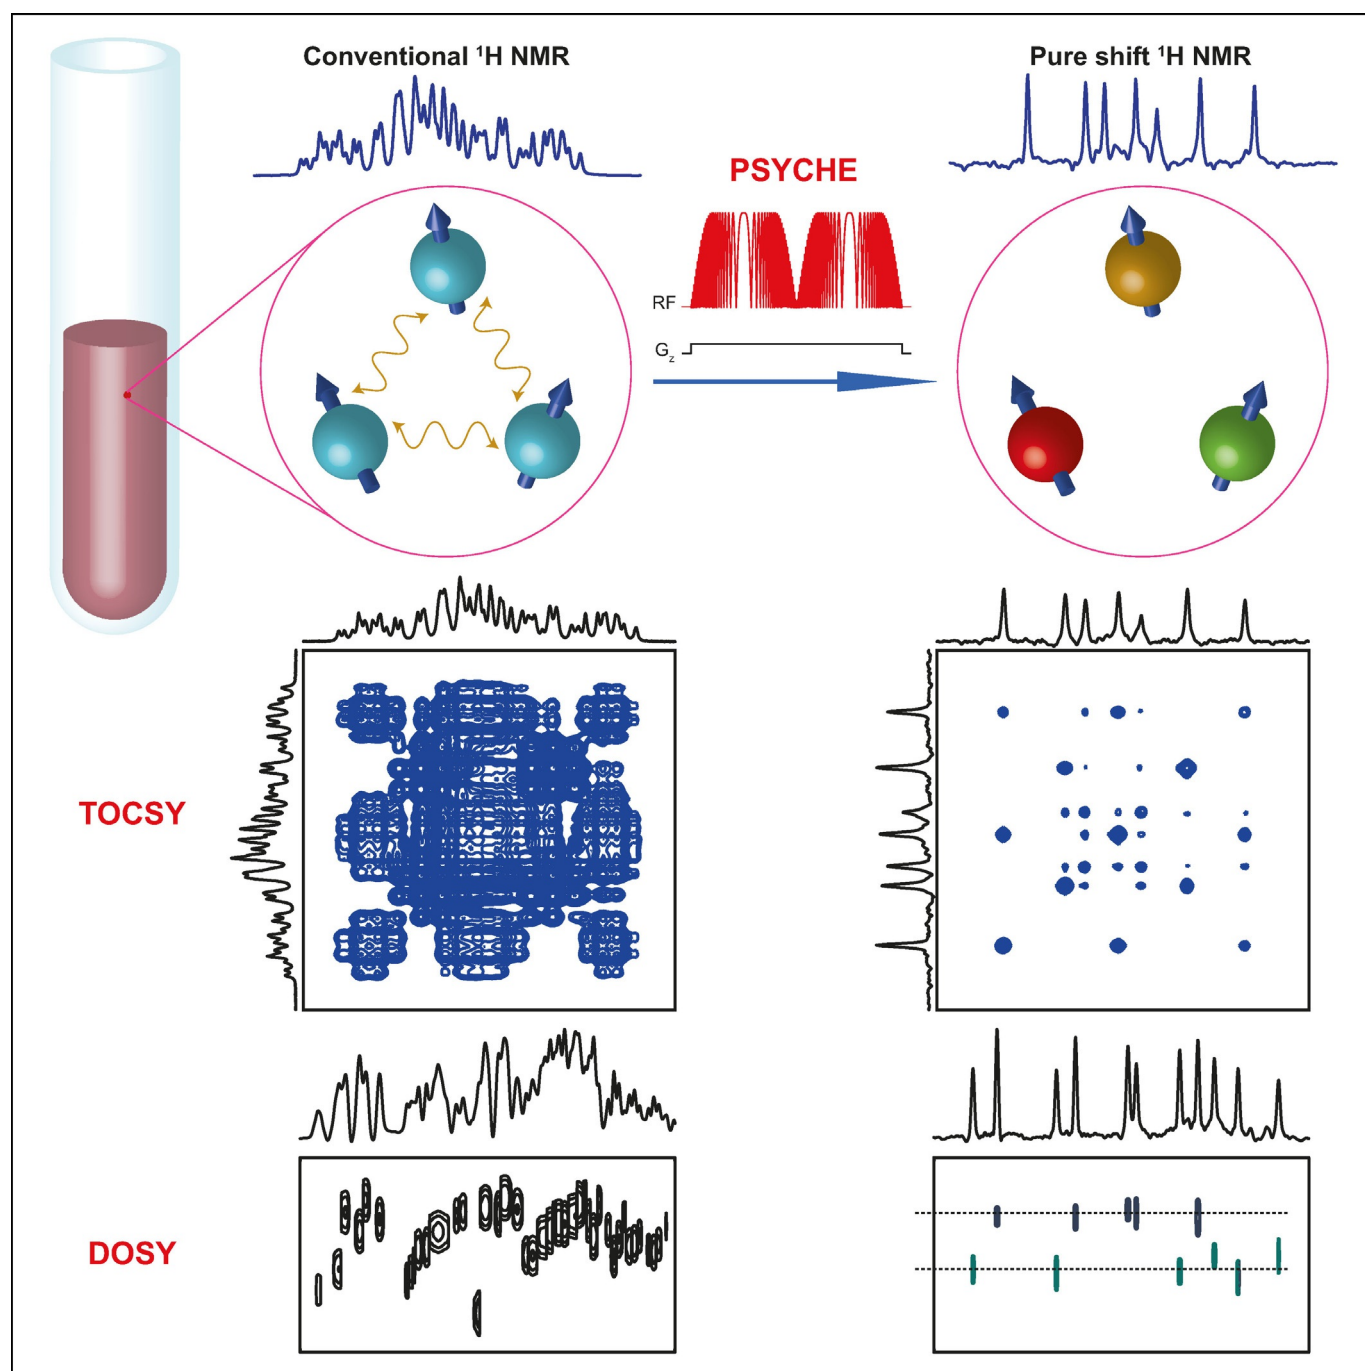 Conventional ¹H NMR
Pure shift ¹H NMR
PSYCHE
RF
G_z
TOCSY
DOSY